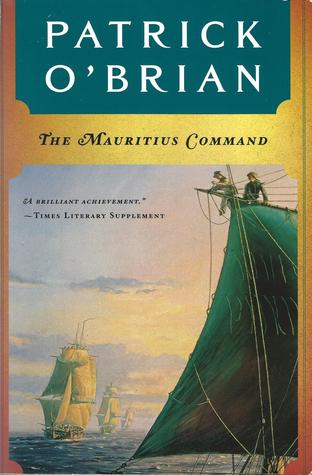 PATRICK
O'BRIAN
THE MAURITIUS COMMAND
"A BRILLIANT ACHIEVEMENT."
—TIMES LITERARY SUPPLEMENT